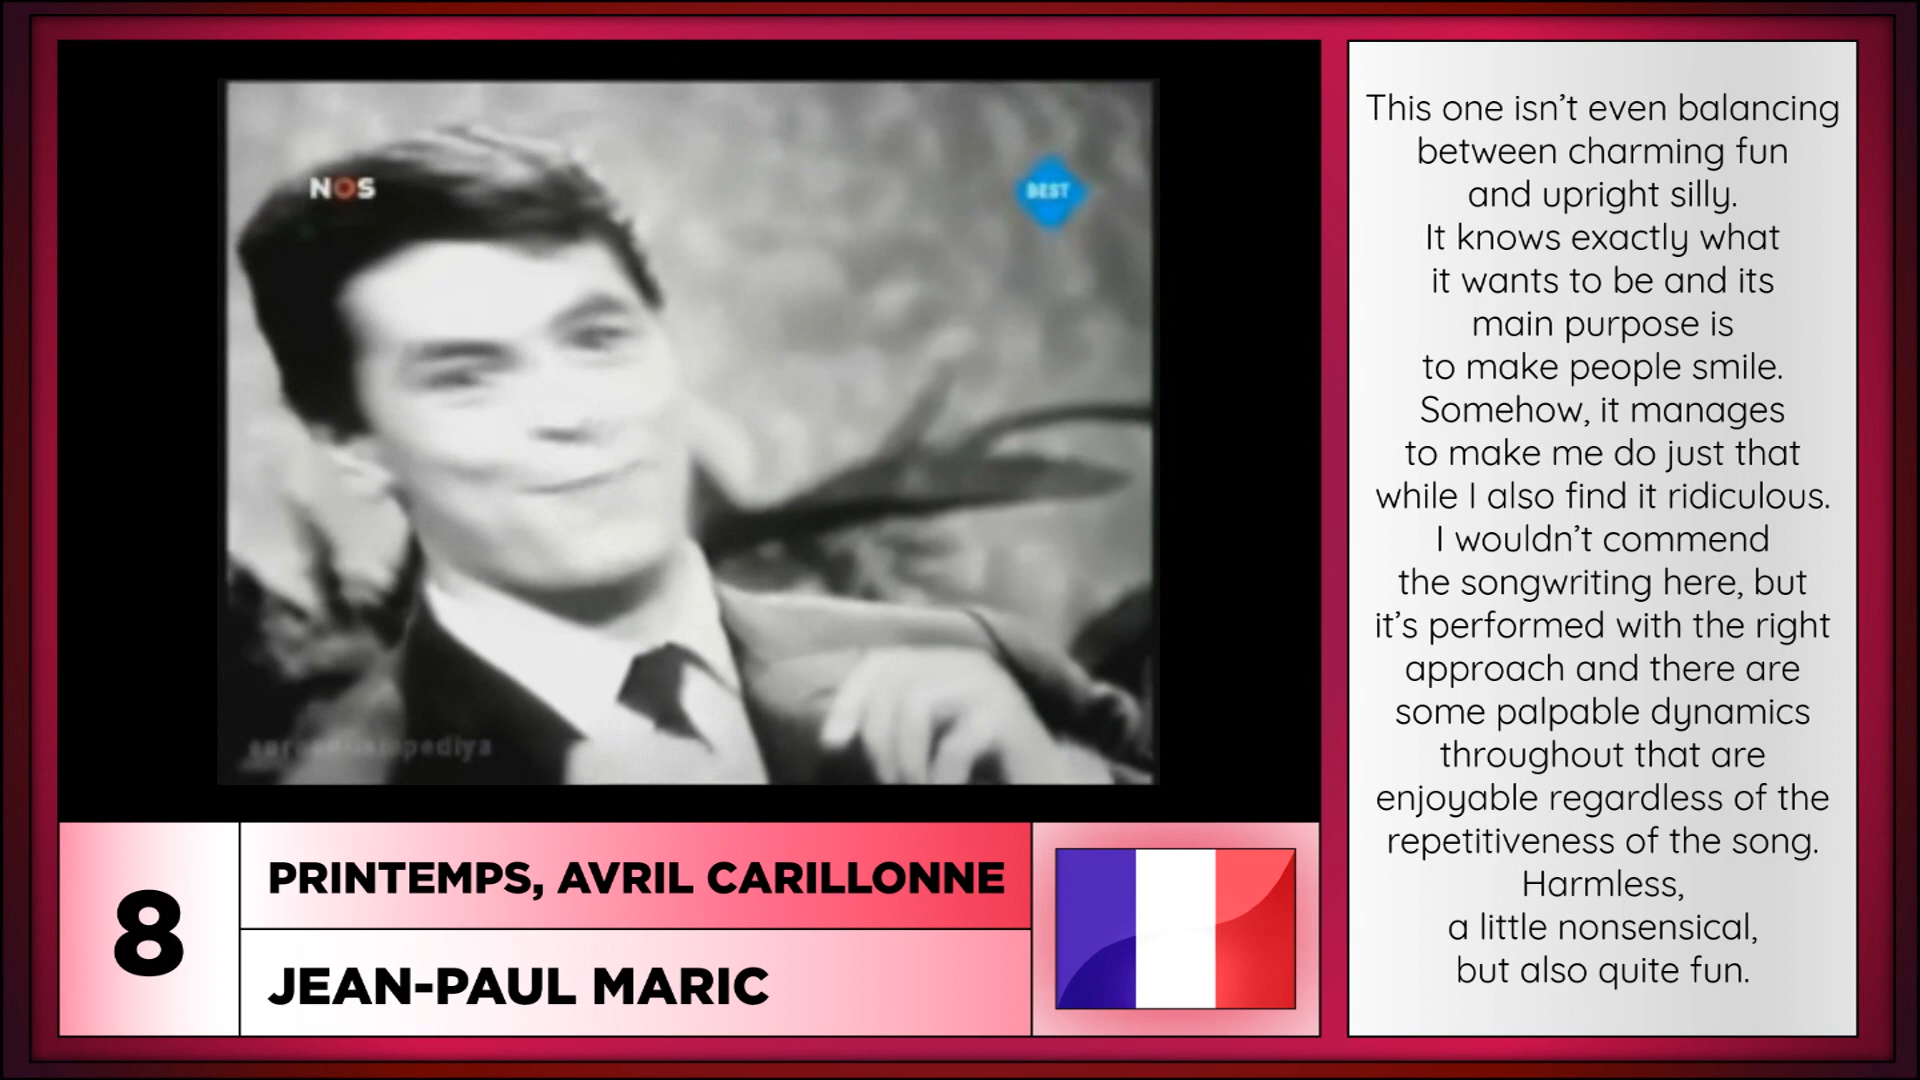 NOS
BEST
8
PRINTEMPS, AVRIL CARILLONNE
JEAN-PAUL MARIC
This one isn’t even balancing
between charming fun
and upright silly.
It knows exactly what
it wants to be and its
main purpose is
to make people smile.
Somehow, it manages
to make me do just that
while I also find it ridiculous.
I wouldn’t commend
the songwriting here, but
it’s performed with the right
approach and there are
some palpable dynamics
throughout that are
enjoyable regardless of the
repetitiveness of the song.
Harmless,
a little nonsensical,
but also quite fun.